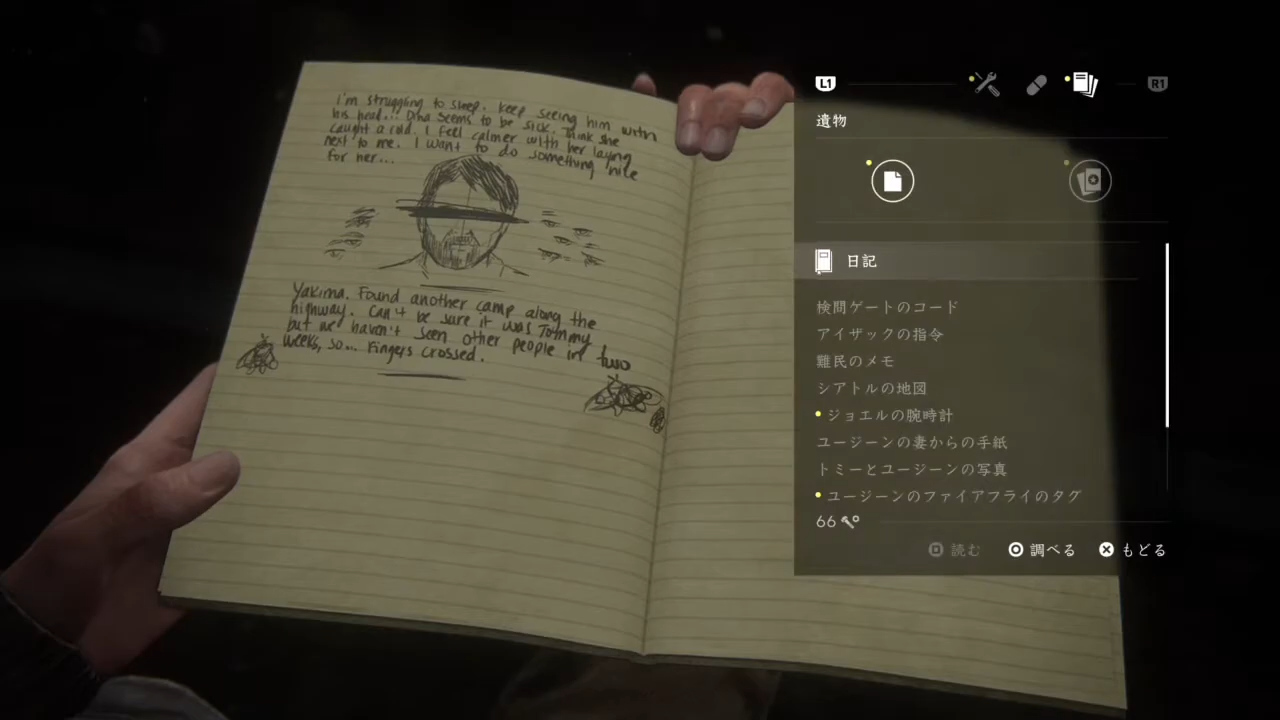 I'm struggling to sleep. Keep seeing him with
his head... Dina seems to be sick. Think she
caught a cold. I feel calmer with her laying
next to me. I want to do something nice
for her...
Yakima. Found another camp along the
highway. Can't be sure it was Tommy
but we haven't seen other people in two
weeks, so... Fingers crossed.
L1
R1
遺物
日記
検問ゲートのコード
アイザックの指令
難民のメモ
シアトルの地図
ジョエルの腕時計
ユージーンの妻からの手紙
トミーとユージーンの写真
ユージーンのファイアフライのタグ
66
読む 調べる もどる